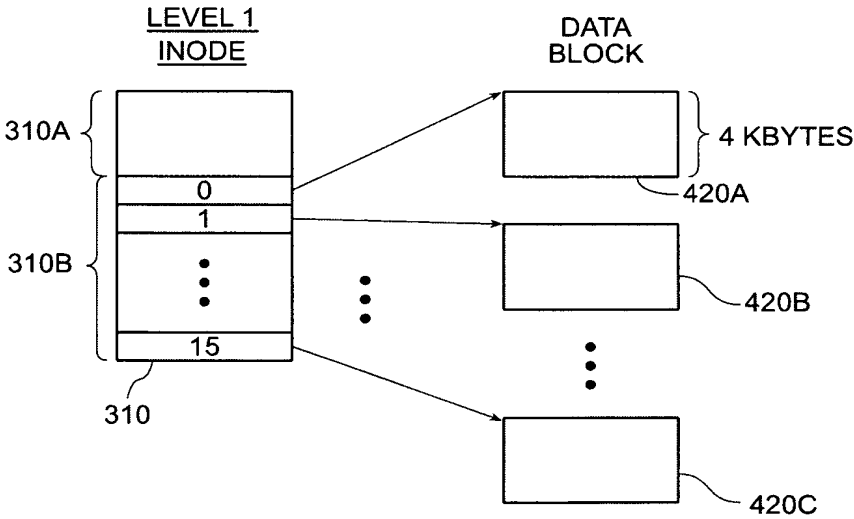 LEVEL 1
INODE
DATA
BLOCK
310A
4 KBYTES
0
420A
1
310B
420B
15
310
420C